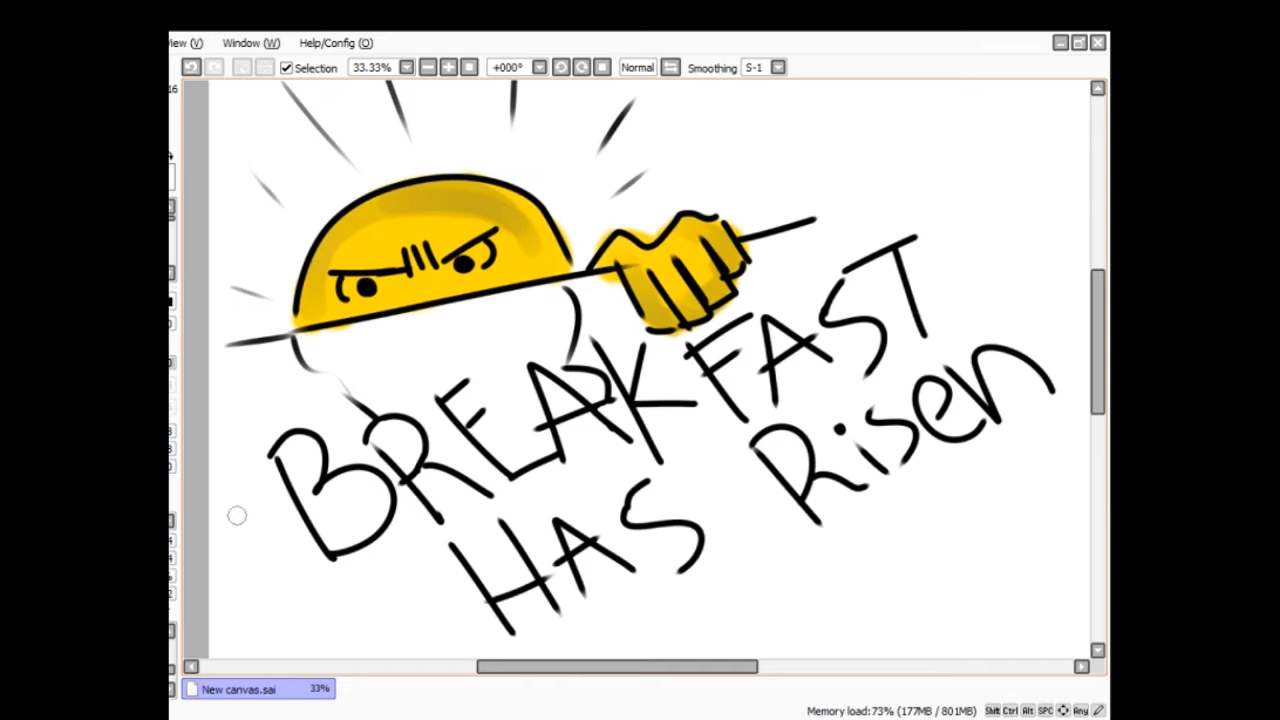 View (V) Window (W) Help/Config (O)
Selection 33.33% +000° Normal Smoothing S-1
BREAKFAST
HAS Risen
New canvas.sai 33%
Memory load:73% (177MB / 801MB) Shift Ctrl Alt SPC Any